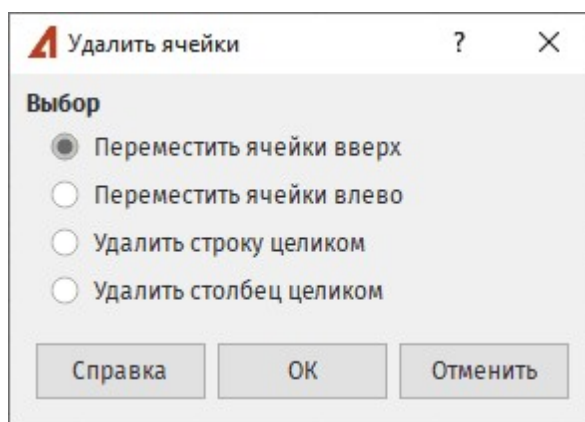 Удалить ячейки ?
Выбор
Переместить ячейки вверх
Переместить ячейки влево
Удалить строку целиком
Удалить столбец целиком
Справка ОК Отменить